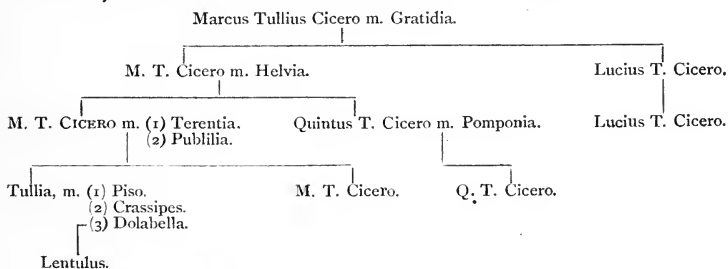 Marcus Tullius Cicero m. Gratidia.
M. T. Cicero m. Helvia. Lucius T. Cicero.
M. T. CICERO m. (1) Terentia. Quintus T. Cicero m. Pomponia. Lucius T. Cicero.
(2) Publilia.
Tullia, m. (1) Piso. M. T. Cicero. Q. T. Cicero.
(2) Crassipes.
(3) Dolabella.
Lentulus.